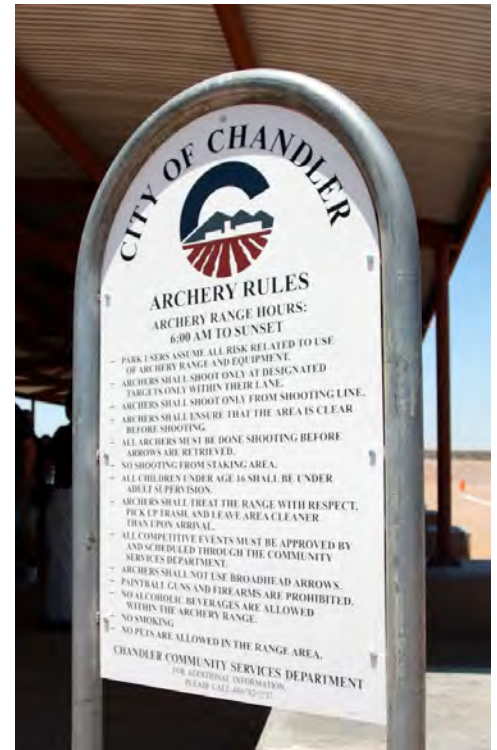 CITY OF CHANDLER
ARCHERY RULES
ARCHERY RANGE HOURS:
6:00 AM TO SUNSET
– PARK USERS ASSUME ALL RISK RELATED TO USE
OF ARCHERY RANGE AND EQUIPMENT.
– ARCHERS SHALL SHOOT ONLY AT DESIGNATED
TARGETS ONLY WITHIN THEIR LANE.
– ARCHERS SHALL SHOOT ONLY FROM SHOOTING LINE.
– ARCHERS SHALL ENSURE THAT THE AREA IS CLEAR
BEFORE SHOOTING.
– ALL ARCHERS MUST BE DONE SHOOTING BEFORE
ARROWS ARE RETRIEVED.
– NO SHOOTING FROM STAKING AREA.
– ALL CHILDREN UNDER AGE 16 SHALL BE UNDER
ADULT SUPERVISION.
– ARCHERS SHALL TREAT THE RANGE WITH RESPECT,
PICK UP TRASH, AND LEAVE AREA CLEANER
THAN UPON ARRIVAL.
– ALL COMPETITIVE EVENTS MUST BE APPROVED BY
AND SCHEDULED THROUGH THE COMMUNITY
SERVICES DEPARTMENT.
– ARCHERS SHALL NOT USE BROADHEAD ARROWS.
– PAINTBALL GUNS AND FIREARMS ARE PROHIBITED.
– NO ALCOHOLIC BEVERAGES ARE ALLOWED
WITHIN THE ARCHERY RANGE.
– NO SMOKING
– NO PETS ARE ALLOWED IN THE RANGE AREA.
CHANDLER COMMUNITY SERVICES DEPARTMENT
FOR ADDITIONAL INFORMATION,
PLEASE CALL